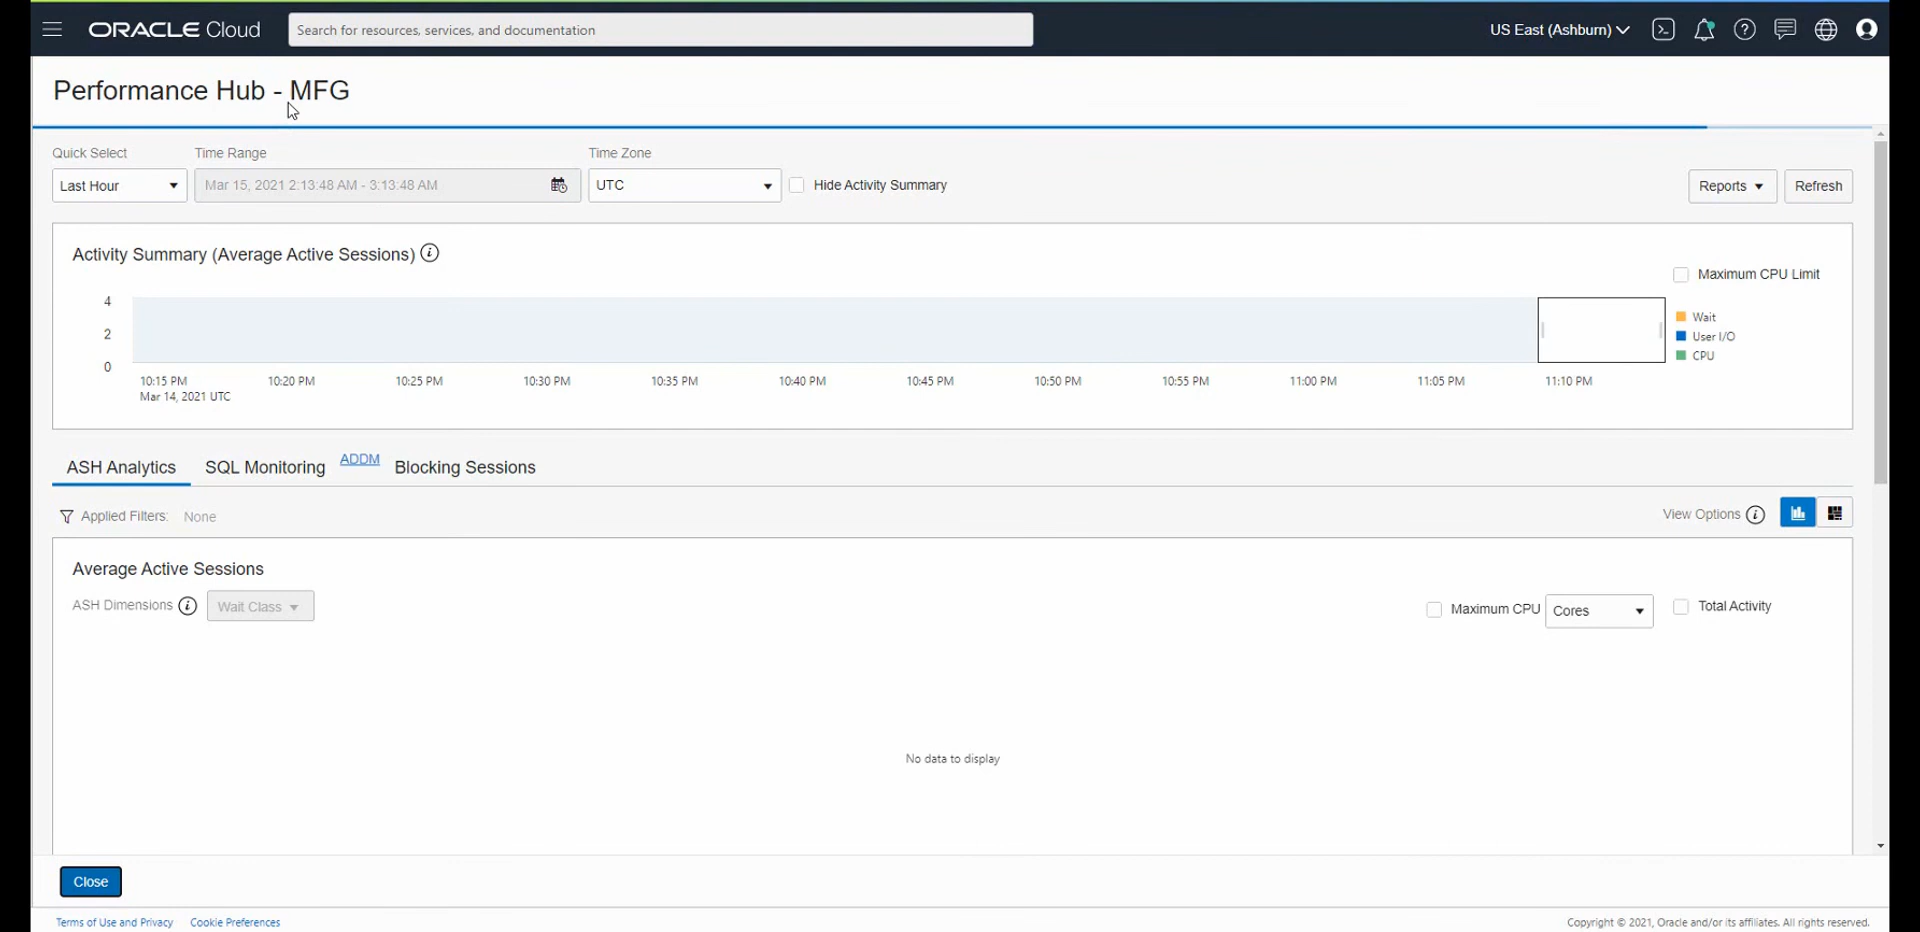 ORACLE Cloud
Search for resources, services, and documentation
US East (Ashburn)
Performance Hub - MFG
Quick Select
Time Range
Time Zone
Last Hour
Mar 15, 2021 2:13:48 AM - 3:13:48 AM
UTC
Hide Activity Summary
Reports
Refresh
Activity Summary (Average Active Sessions)
Maximum CPU Limit
4
2
0
Wait
User I/O
CPU
10:15 PM
10:20 PM
10:25 PM
10:30 PM
10:35 PM
10:40 PM
10:45 PM
10:50 PM
10:55 PM
11:00 PM
11:05 PM
11:10 PM
Mar 14, 2021 UTC
ASH Analytics
SQL Monitoring
ADDM
Blocking Sessions
Applied Filters: None
View Options
Average Active Sessions
ASH Dimensions
Wait Class
Maximum CPU
Cores
Total Activity
No data to display
Close
Terms of Use and Privacy
Cookie Preferences
Copyright © 2021, Oracle and/or its affiliates. All rights reserved.